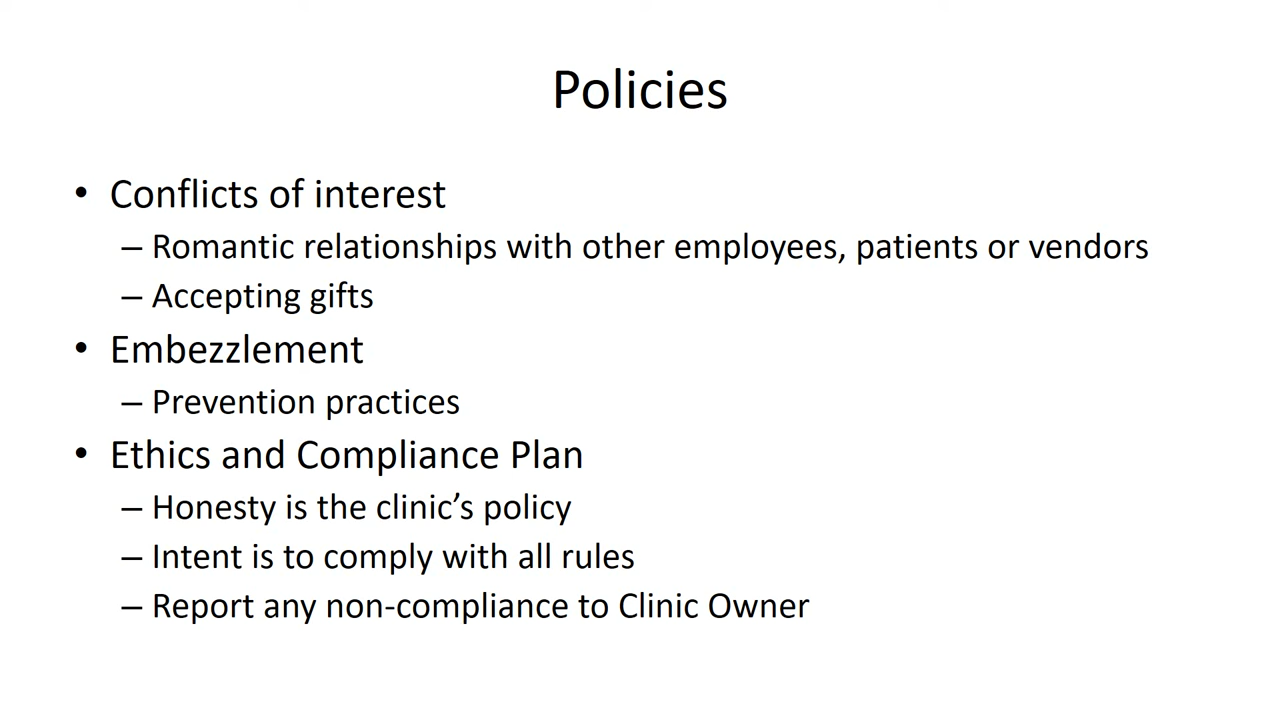 Policies
• Conflicts of interest
– Romantic relationships with other employees, patients or vendors
– Accepting gifts
• Embezzlement
– Prevention practices
• Ethics and Compliance Plan
– Honesty is the clinic’s policy
– Intent is to comply with all rules
– Report any non-compliance to Clinic Owner